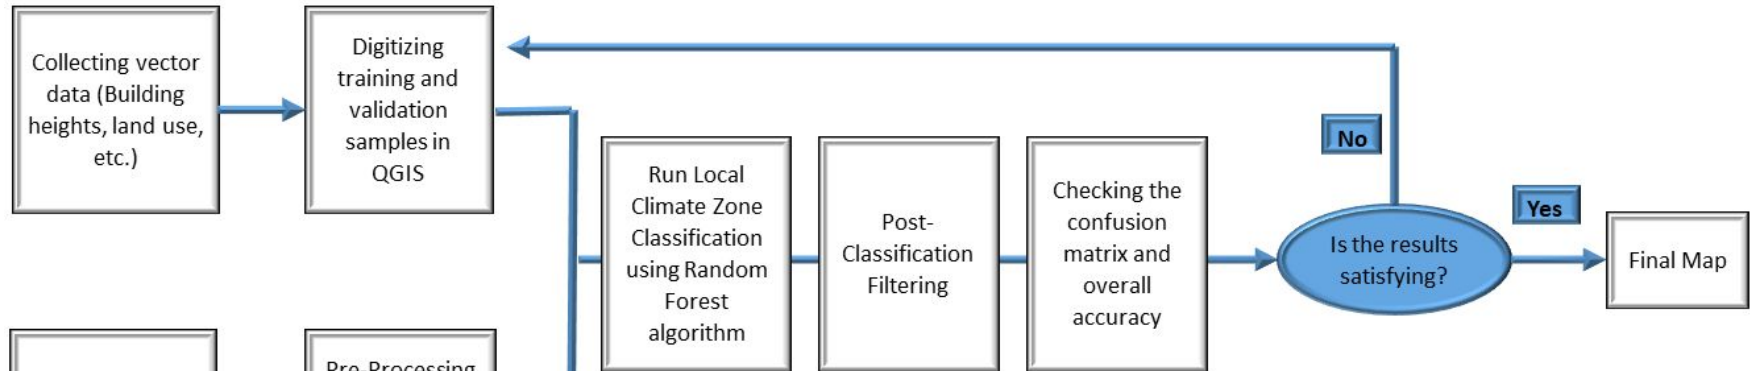 Collecting vector
data (Building
heights, land use,
etc.)
Digitizing
training and
validation
samples in
QGIS
Run Local
Climate Zone
Classification
using Random
Forest
algorithm
Post-
Classification
Filtering
Checking the
confusion
matrix and
overall
accuracy
Is the results
satisfying?
No
Yes
Final Map
Pre-Processing